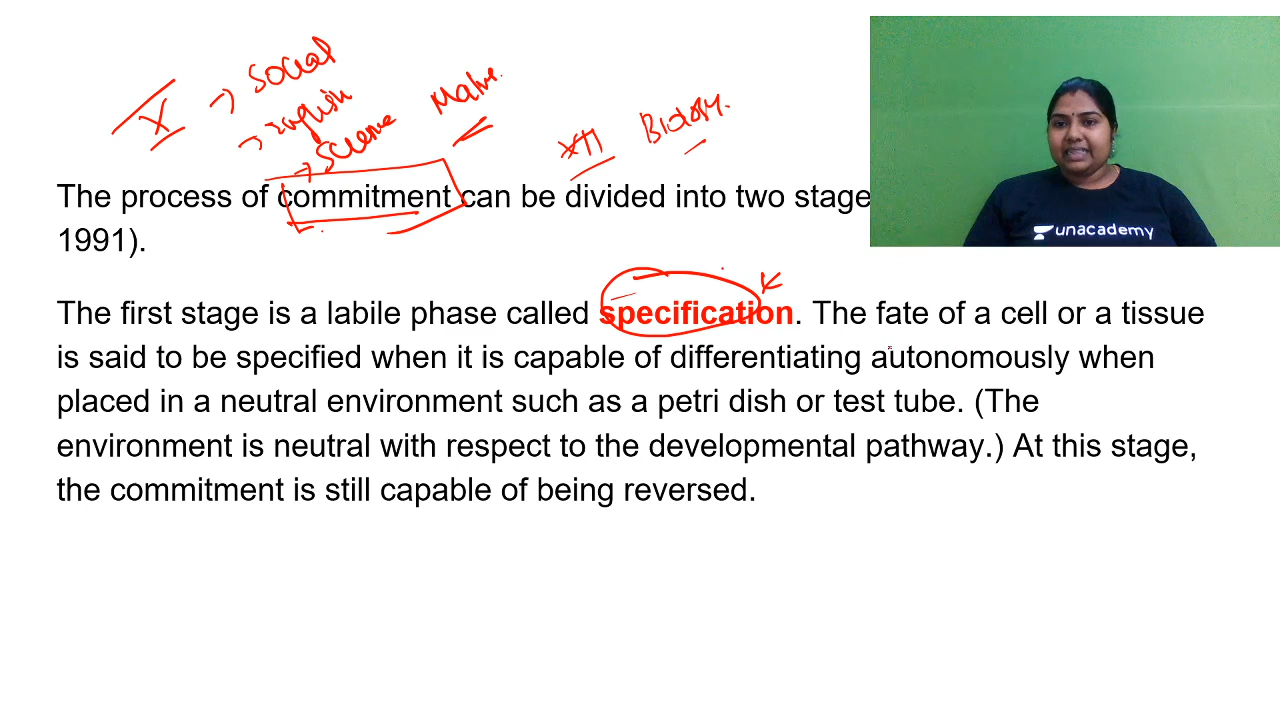 X → Social
→ English
→ Science
Maths.
XII Biology.
The process of commitment can be divided into two stage
1991).
The first stage is a labile phase called specification. The fate of a cell or a tissue
is said to be specified when it is capable of differentiating autonomously when
placed in a neutral environment such as a petri dish or test tube. (The
environment is neutral with respect to the developmental pathway.) At this stage,
the commitment is still capable of being reversed.
unacademy